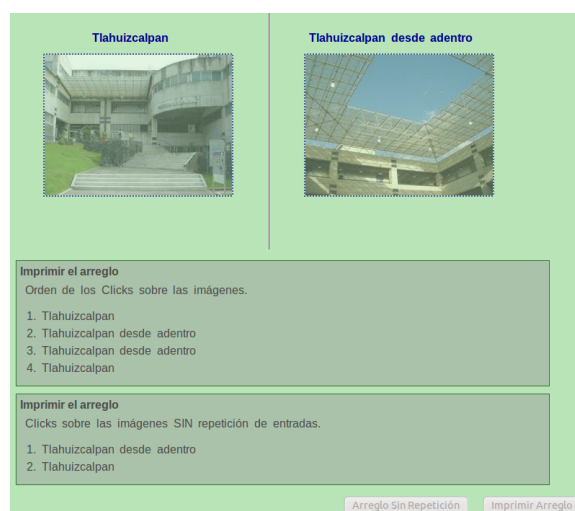 Tlahuizcalpan
Tlahuizcalpan desde adentro
Imprimir el arreglo
Orden de los Clicks sobre las imágenes.
1. Tlahuizcalpan
2. Tlahuizcalpan desde adentro
3. Tlahuizcalpan desde adentro
4. Tlahuizcalpan
Imprimir el arreglo
Clicks sobre las imágenes SIN repetición de entradas.
1. Tlahuizcalpan desde adentro
2. Tlahuizcalpan
Arreglo Sin Repetición
Imprimir Arreglo